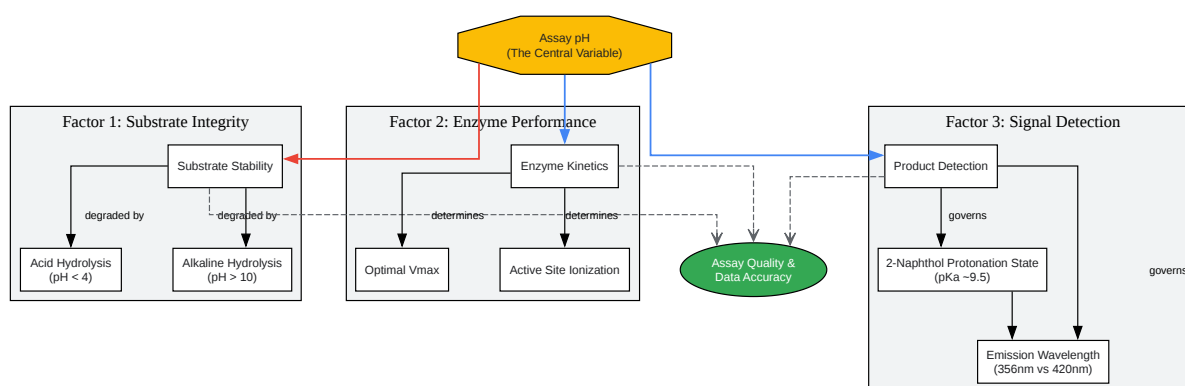 Assay pH
(The Central Variable)
Factor 1: Substrate Integrity
Factor 2: Enzyme Performance
Factor 3: Signal Detection
Substrate Stability
Enzyme Kinetics
Product Detection
degraded by
degraded by
determines
determines
governs
Acid Hydrolysis
(pH < 4)
Alkaline Hydrolysis
(pH > 10)
Optimal Vmax
Active Site Ionization
Assay Quality &
Data Accuracy
2-Naphthol Protonation State
(pKa ~9.5)
governs
Emission Wavelength
(356nm vs 420nm)